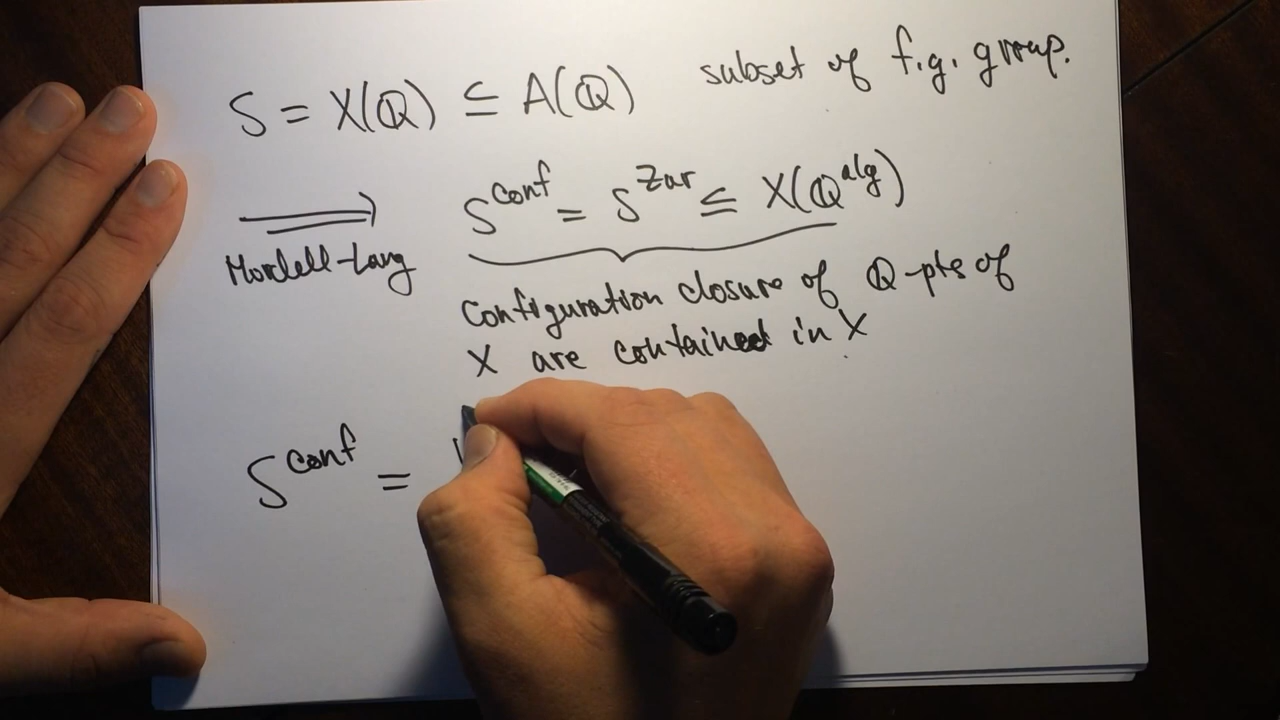 S = X(ℚ) ⊆ A(ℚ) subset of f.g. group.
⟹ S^conf = S^Zar ⊆ X(ℚ^alg)
Mordell-Lang
Configuration closure of ℚ-pts of
X are contained in X
S^conf =